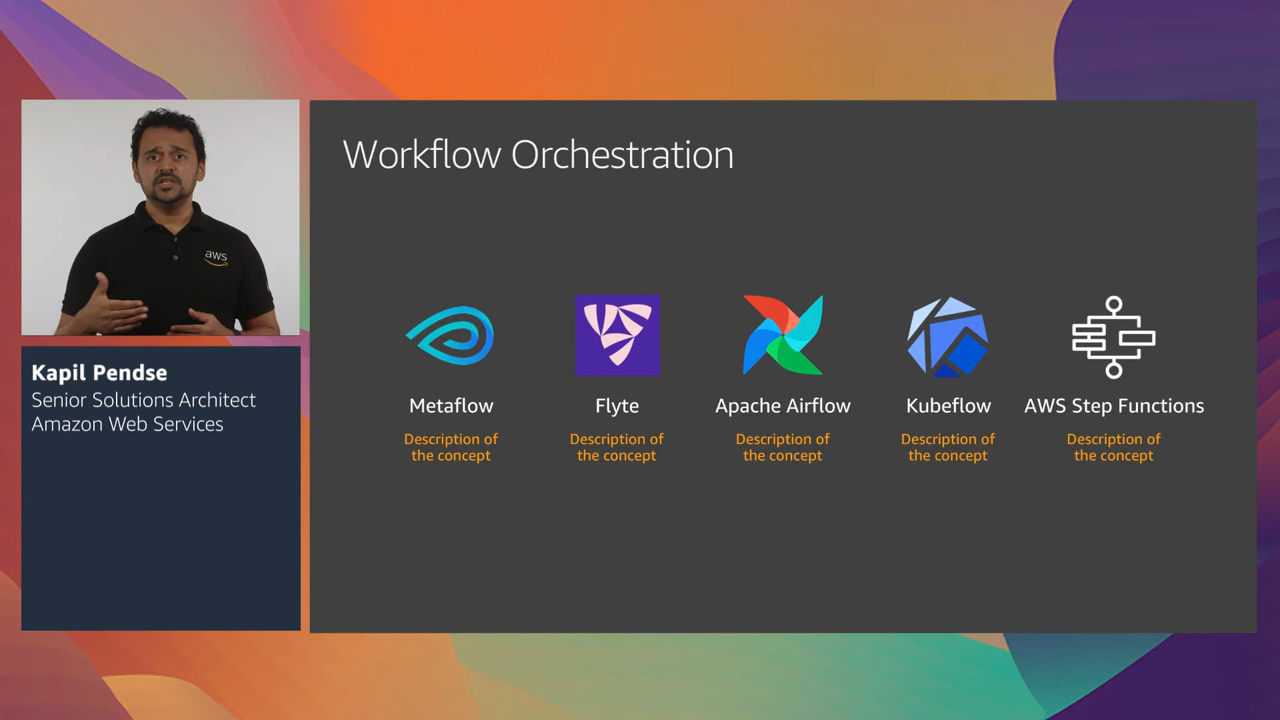 aws
Kapil Pendse
Senior Solutions Architect
Amazon Web Services
Workflow Orchestration
Metaflow
Flyte
Apache Airflow
Kubeflow
AWS Step Functions
Description of
the concept
Description of
the concept
Description of
the concept
Description of
the concept
Description of
the concept